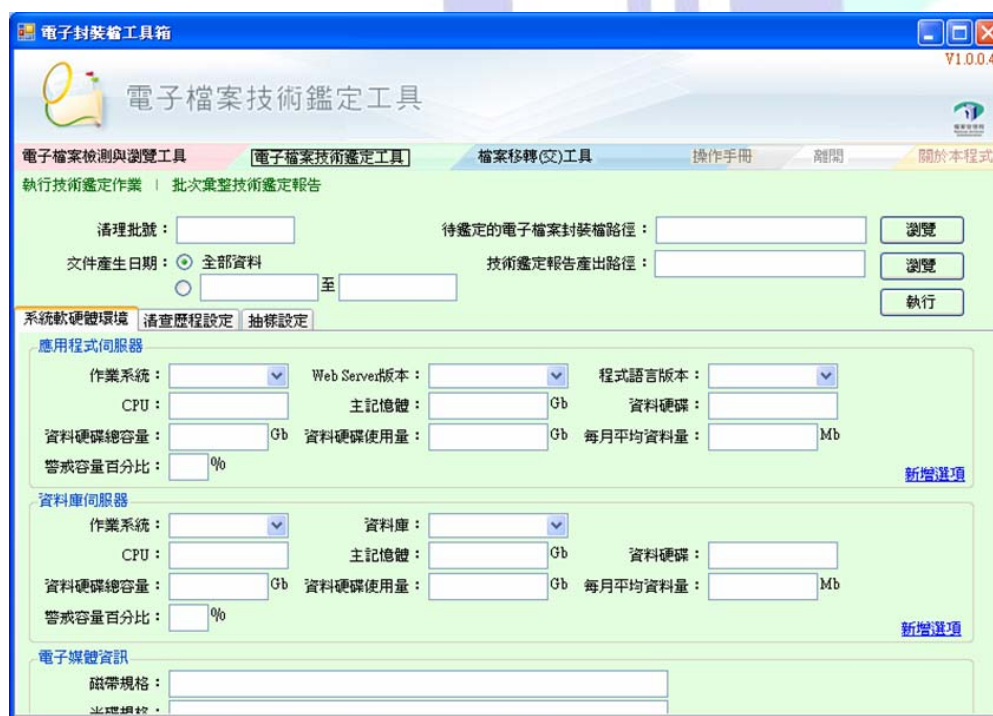 電子封裝檔工具箱
V1.0.0.4
電子檔案技術鑑定工具
電子檔案檢測與瀏覽工具 電子檔案技術鑑定工具 檔案移轉(交)工具 操作手冊 離開 關於本程式
執行技術鑑定作業 | 批次彙整技術鑑定報告
清理批號： 待鑑定的電子檔案封裝檔路徑： 瀏覽
文件產生日期： 全部資料 技術鑑定報告產出路徑： 瀏覽
至 執行
系統軟硬體環境 清查歷程設定 抽樣設定
應用程式伺服器
作業系統： Web Server版本： 程式語言版本：
CPU： 主記憶體： Gb 資料硬碟：
資料硬碟總容量： Gb 資料硬碟使用量： Gb 每月平均資料量： Mb
警戒容量百分比： %
新增選項
資料庫伺服器
作業系統： 資料庫：
CPU： 主記憶體： Gb 資料硬碟：
資料硬碟總容量： Gb 資料硬碟使用量： Gb 每月平均資料量： Mb
警戒容量百分比： %
新增選項
電子媒體資訊
磁帶規格：
光碟規格：